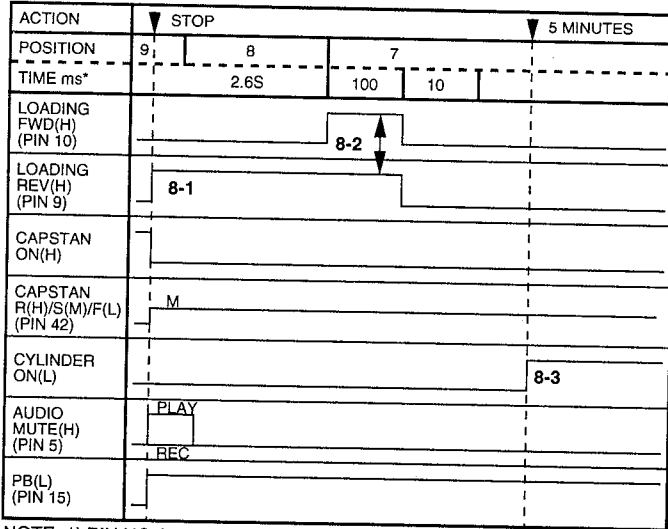 ACTION STOP 5 MINUTES
POSITION 9 8 7
TIME ms* 2.6S 100 10
LOADING
FWD(H)
(PIN 10)
8-2
LOADING
REV(H)
(PIN 9)
8-1
CAPSTAN
ON(H)
CAPSTAN
R(H)/S(M)/F(L)
(PIN 42)
M
CYLINDER
ON(L)
8-3
AUDIO
MUTE(H)
(PIN 5)
PLAY
REC
PB(L)
(PIN 15)